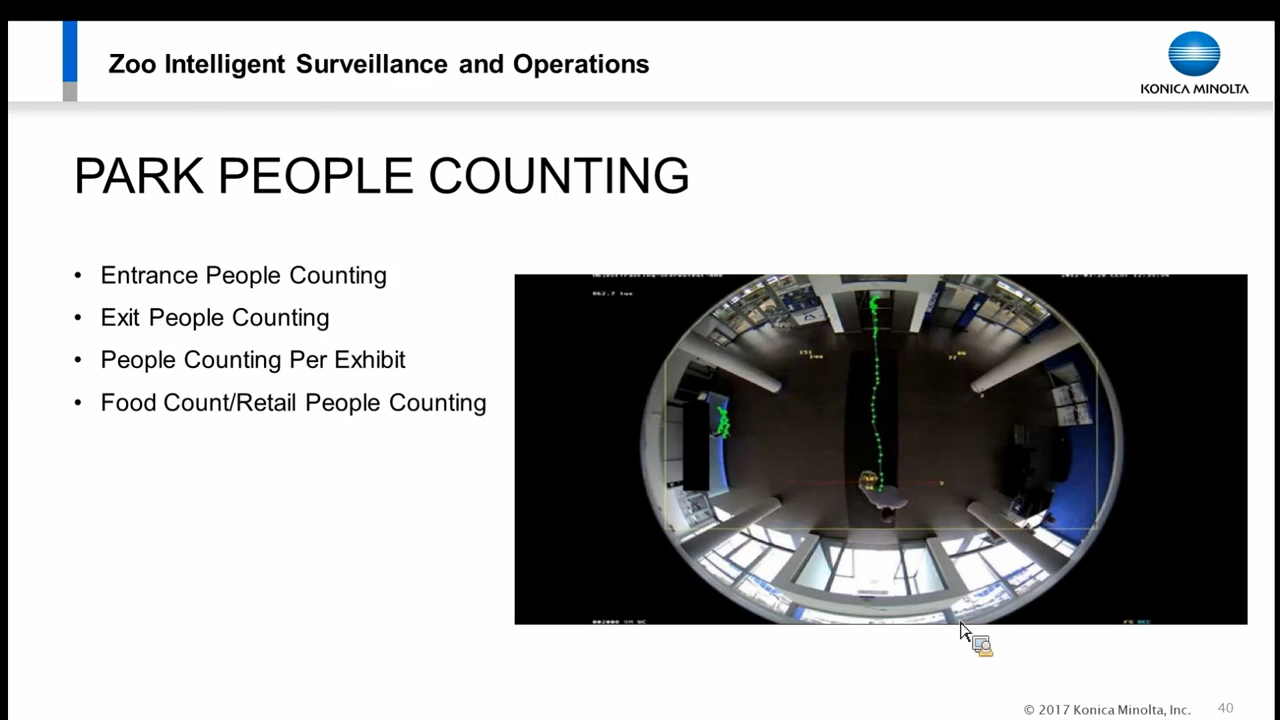 Zoo Intelligent Surveillance and Operations
KONICA MINOLTA
PARK PEOPLE COUNTING
• Entrance People Counting
• Exit People Counting
• People Counting Per Exhibit
• Food Count/Retail People Counting
© 2017 Konica Minolta, Inc.
40